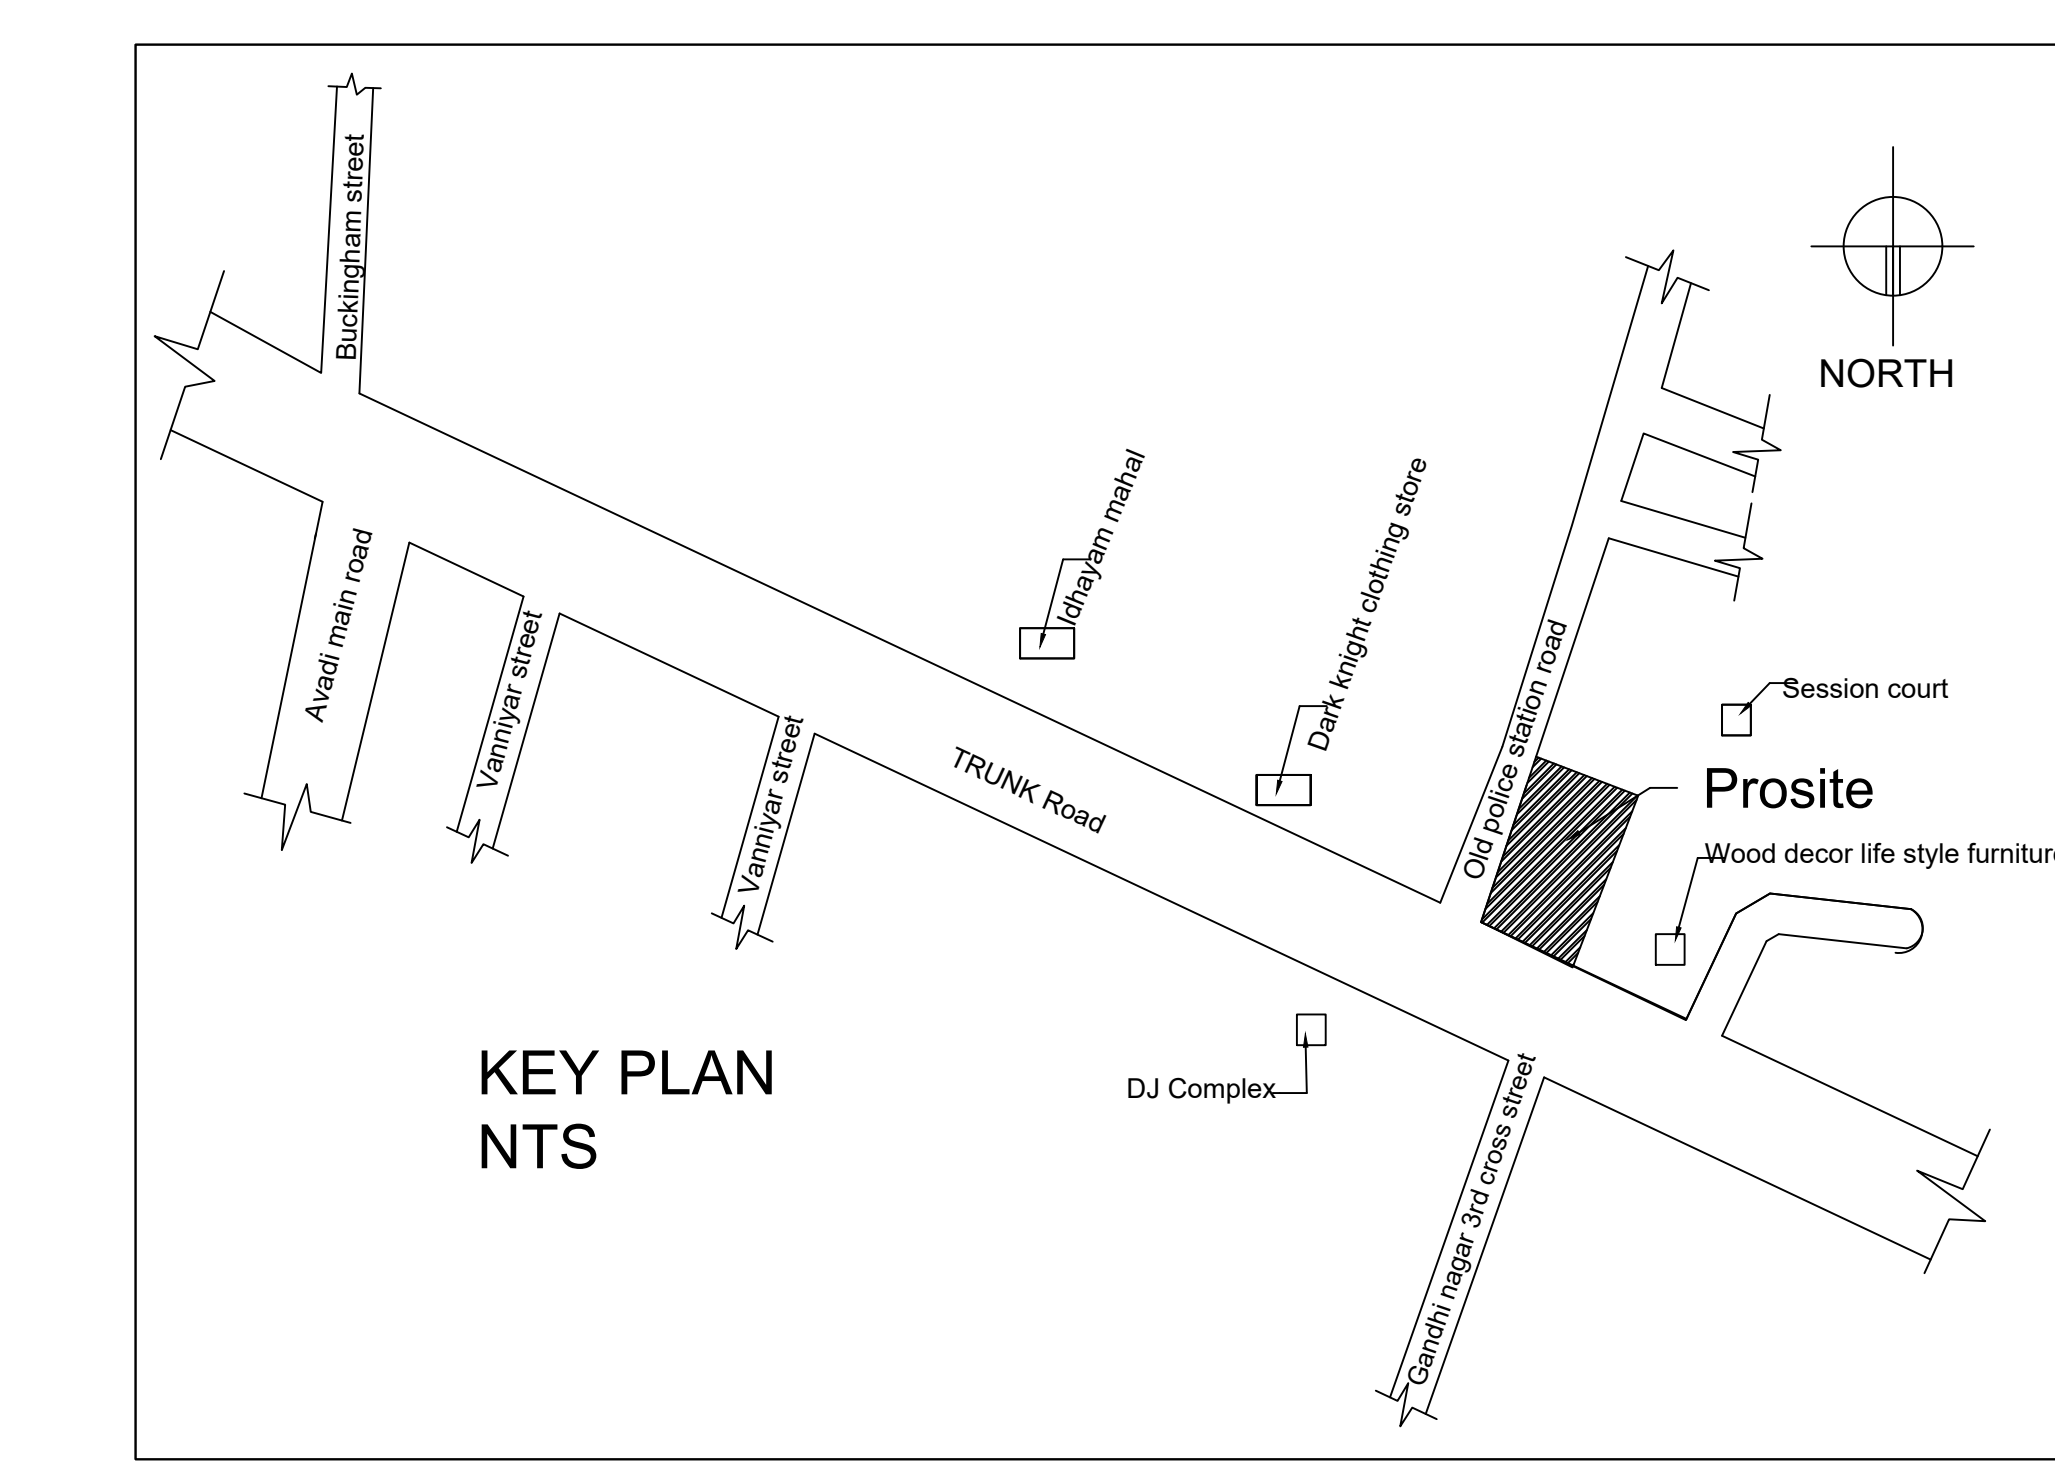 Buckingham street
NORTH
Idhayam mahal
Dark knight clothing store
Avadi main road
Vanniyar street
Vanniyar street
TRUNK Road
Old police station road
Session court
Prosite
Wood decor life style furniture
DJ Complex
KEY PLAN
NTS
Gandhi nagar 3rd cross street